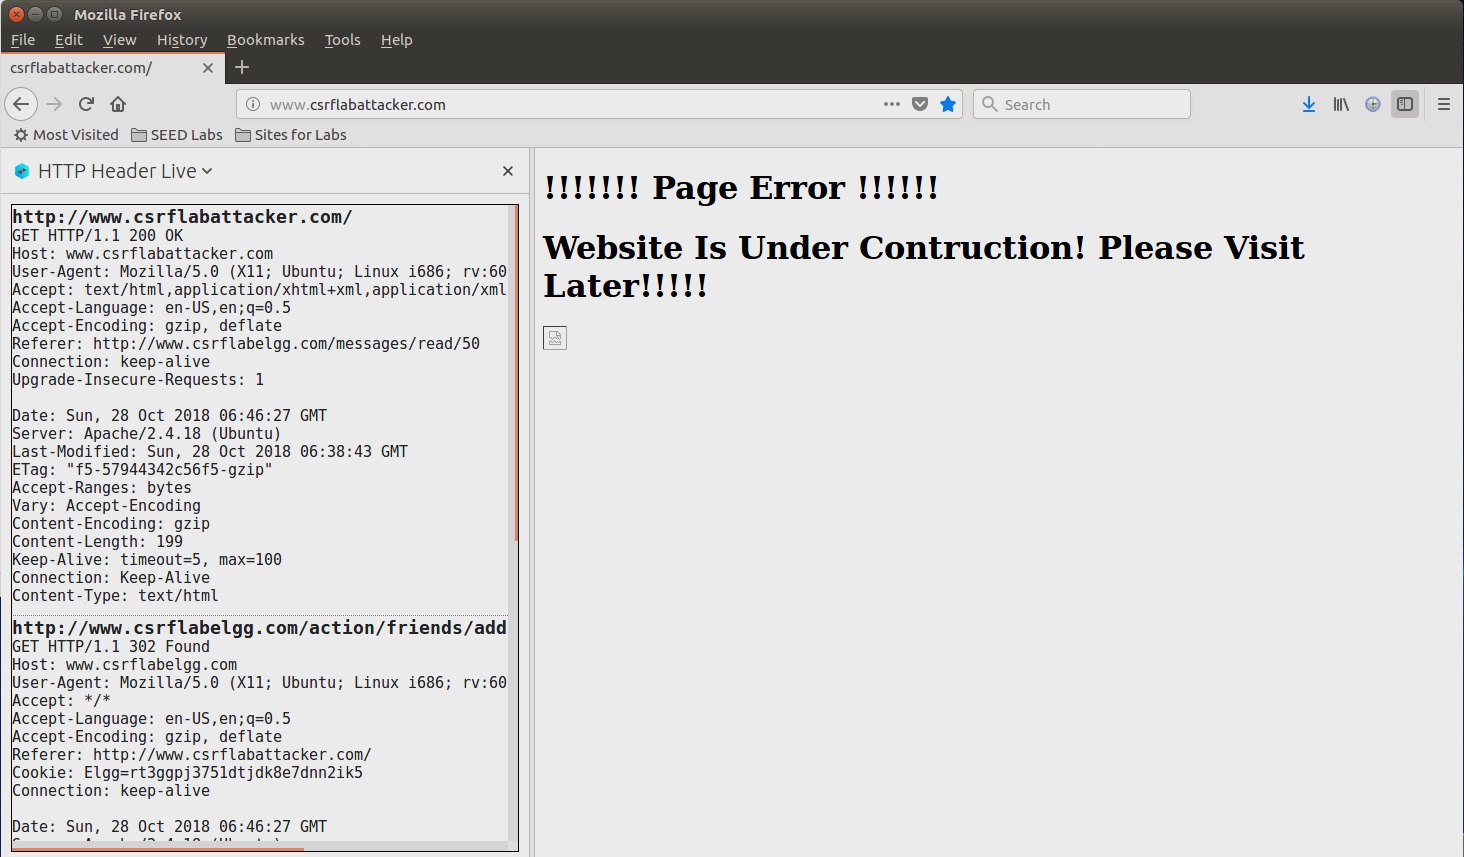 Mozilla Firefox
File Edit View History Bookmarks Tools Help
csrflabattacker.com/
www.csrflabattacker.com
Search
Most Visited SEED Labs Sites for Labs
HTTP Header Live
http://www.csrflabattacker.com/
GET HTTP/1.1 200 OK
Host: www.csrflabattacker.com
User-Agent: Mozilla/5.0 (X11; Ubuntu; Linux i686; rv:60
Accept: text/html,application/xhtml+xml,application/xml
Accept-Language: en-US,en;q=0.5
Accept-Encoding: gzip, deflate
Referer: http://www.csrflabelgg.com/messages/read/50
Connection: keep-alive
Upgrade-Insecure-Requests: 1
Date: Sun, 28 Oct 2018 06:46:27 GMT
Server: Apache/2.4.18 (Ubuntu)
Last-Modified: Sun, 28 Oct 2018 06:38:43 GMT
ETag: "f5-57944342c56f5-gzip"
Accept-Ranges: bytes
Vary: Accept-Encoding
Content-Encoding: gzip
Content-Length: 199
Keep-Alive: timeout=5, max=100
Connection: Keep-Alive
Content-Type: text/html
http://www.csrflabelgg.com/action/friends/add
GET HTTP/1.1 302 Found
Host: www.csrflabelgg.com
User-Agent: Mozilla/5.0 (X11; Ubuntu; Linux i686; rv:60
Accept: */*
Accept-Language: en-US,en;q=0.5
Accept-Encoding: gzip, deflate
Referer: http://www.csrflabattacker.com/
Cookie: Elgg=rt3ggpj3751dtjdk8e7dnn2ik5
Connection: keep-alive
Date: Sun, 28 Oct 2018 06:46:27 GMT
!!!!!!! Page Error !!!!!!
Website Is Under Contruction! Please Visit
Later!!!!!